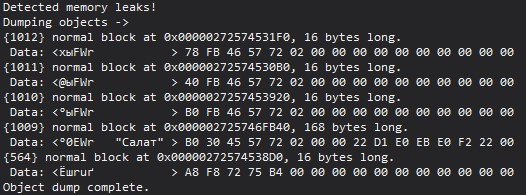 Detected memory leaks!
Dumping objects ->
{1012} normal block at 0x00000272574531F0, 16 bytes long.
 Data: <xыFWr           > 78 FB 46 57 72 02 00 00 00 00 00 00 00 00 00 00
{1011} normal block at 0x00000272574530B0, 16 bytes long.
 Data: <@ыFWr           > 40 FB 46 57 72 02 00 00 00 00 00 00 00 00 00 00
{1010} normal block at 0x0000027257453920, 16 bytes long.
 Data: <°ыFWr           > B0 FB 46 57 72 02 00 00 00 00 00 00 00 00 00 00
{1009} normal block at 0x000002725746FB40, 168 bytes long.
 Data: <°0EWr   "Салат" > B0 30 45 57 72 02 00 00 22 D1 E0 EB E0 F2 22 00
{564} normal block at 0x00000272574538D0, 16 bytes long.
 Data: <Ёшruґ           > A8 F8 72 75 B4 00 00 00 00 00 00 00 00 00 00 00
Object dump complete.